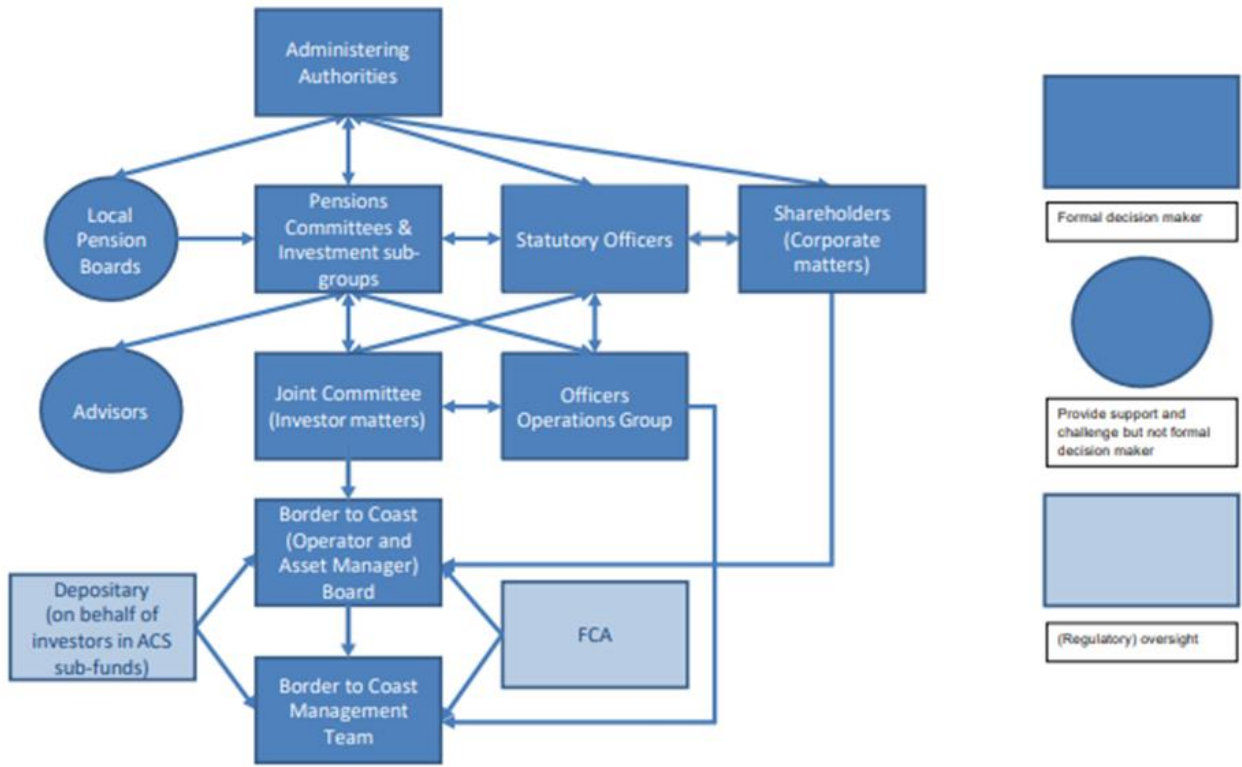 Administering
Authorities
Local
Pension
Boards
Pensions
Committees &
Investment sub-
groups
Statutory Officers
Shareholders
(Corporate
matters)
Advisors
Joint Committee
(Investor matters)
Officers
Operations Group
Border to Coast
(Operator and
Asset Manager)
Board
Depositary
(on behalf of
investors in ACS
sub-funds)
FCA
Border to Coast
Management
Team
Formal decision maker
Provide support and
challenge but not formal
decision maker
(Regulatory) oversight